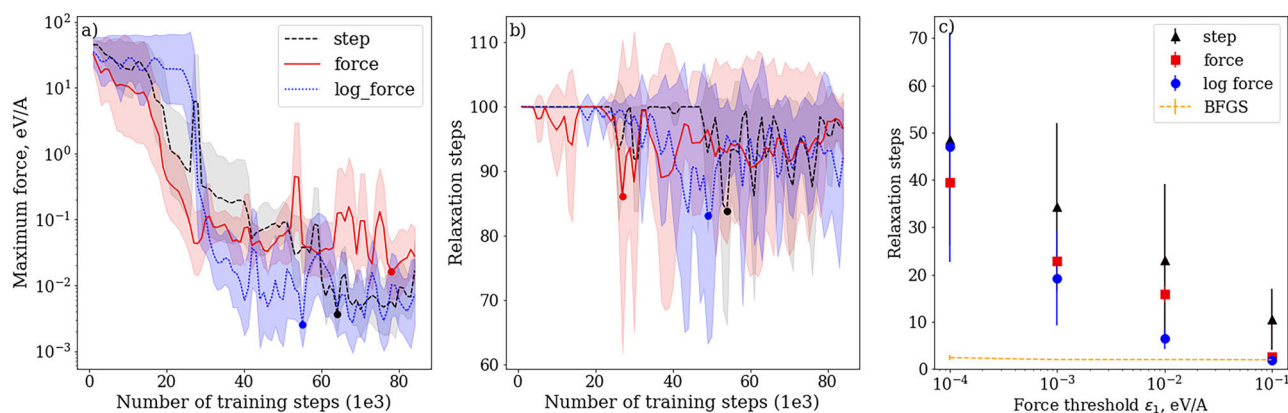 a)
step
force
log_force
Maximum force, eV/A
10²
10¹
10⁰
10⁻¹
10⁻²
10⁻³
0
20
40
60
80
Number of training steps (1e3)
b)
Relaxation steps
110
100
90
80
70
60
0
20
40
60
80
Number of training steps (1e3)
c)
step
force
log force
BFGS
Relaxation steps
70
60
50
40
30
20
10
0
10⁻⁴
10⁻³
10⁻²
10⁻¹
Force threshold ε₁, eV/A